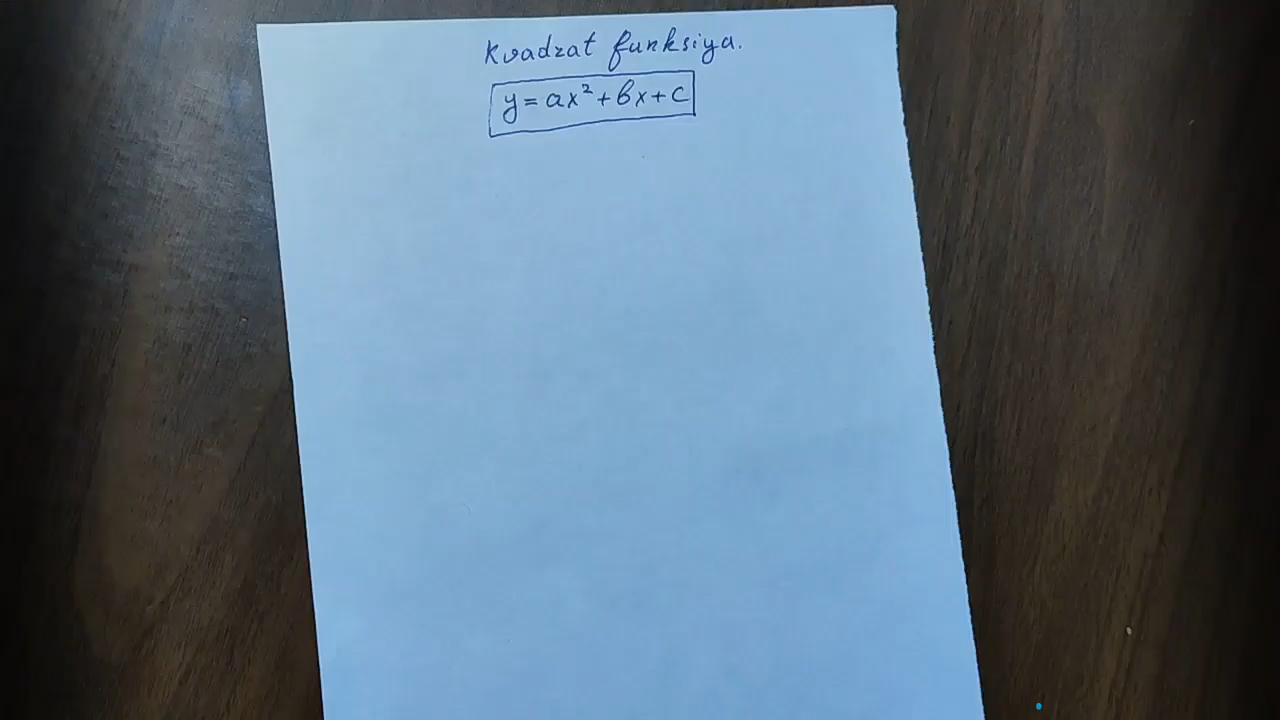 Kvadrat funksiya.
y = ax² + bx + c